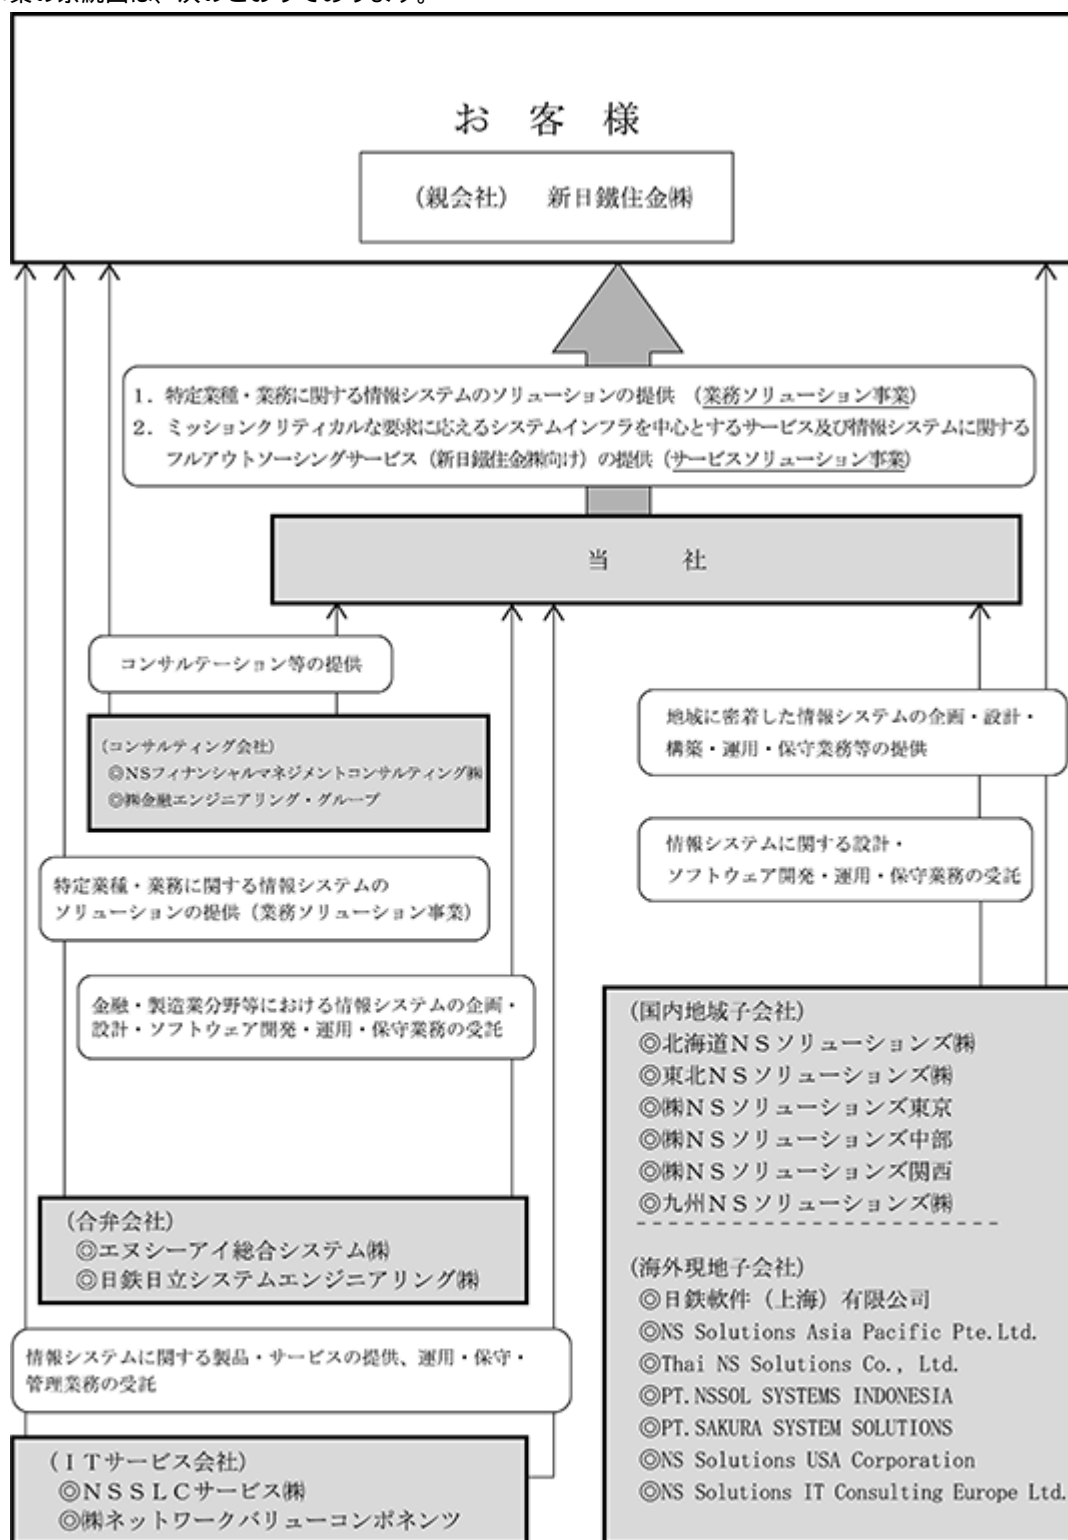 お 客 様
(親会社) 新日鐵住金㈱
1．特定業種・業務に関する情報システムのソリューションの提供 (業務ソリューション事業)
2．ミッションクリティカルな要求に応えるシステムインフラを中心とするサービス及び情報システムに関する
フルアウトソーシングサービス (新日鐵住金㈱向け) の提供 (サービスソリューション事業)
当 社
コンサルテーション等の提供
(コンサルティング会社)
◎NSフィナンシャルマネジメントコンサルティング㈱
◎㈱金融エンジニアリング・グループ
地域に密着した情報システムの企画・設計・
構築・運用・保守業務等の提供
情報システムに関する設計・
ソフトウェア開発・運用・保守業務の受託
特定業種・業務に関する情報システムの
ソリューションの提供 (業務ソリューション事業)
金融・製造業分野等における情報システムの企画・
設計・ソフトウェア開発・運用・保守業務の受託
(合弁会社)
◎エヌシーアイ総合システム㈱
◎日鉄日立システムエンジニアリング㈱
情報システムに関する製品・サービスの提供、運用・保守・
管理業務の受託
(ＩＴサービス会社)
◎ＮＳＳＬＣサービス㈱
◎㈱ネットワークバリューコンポネンツ
(国内地域子会社)
◎北海道ＮＳソリューションズ㈱
◎東北ＮＳソリューションズ㈱
◎㈱ＮＳソリューションズ東京
◎㈱ＮＳソリューションズ中部
◎㈱ＮＳソリューションズ関西
◎九州ＮＳソリューションズ㈱
(海外現地子会社)
◎日鉄軟件 (上海) 有限公司
◎NS Solutions Asia Pacific Pte.Ltd.
◎Thai NS Solutions Co., Ltd.
◎PT.NSSOL SYSTEMS INDONESIA
◎PT.SAKURA SYSTEM SOLUTIONS
◎NS Solutions USA Corporation
◎NS Solutions IT Consulting Europe Ltd.